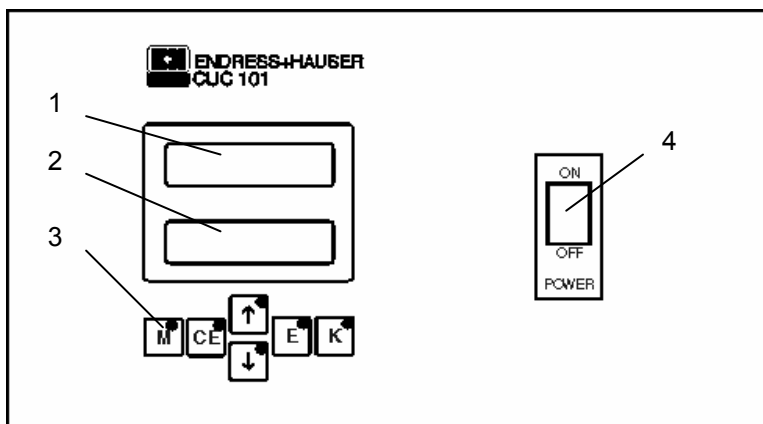 ENDRESS+HAUSER
CUC 101
1
2
3
4
ON
OFF
POWER
↑
M CE E K
↓